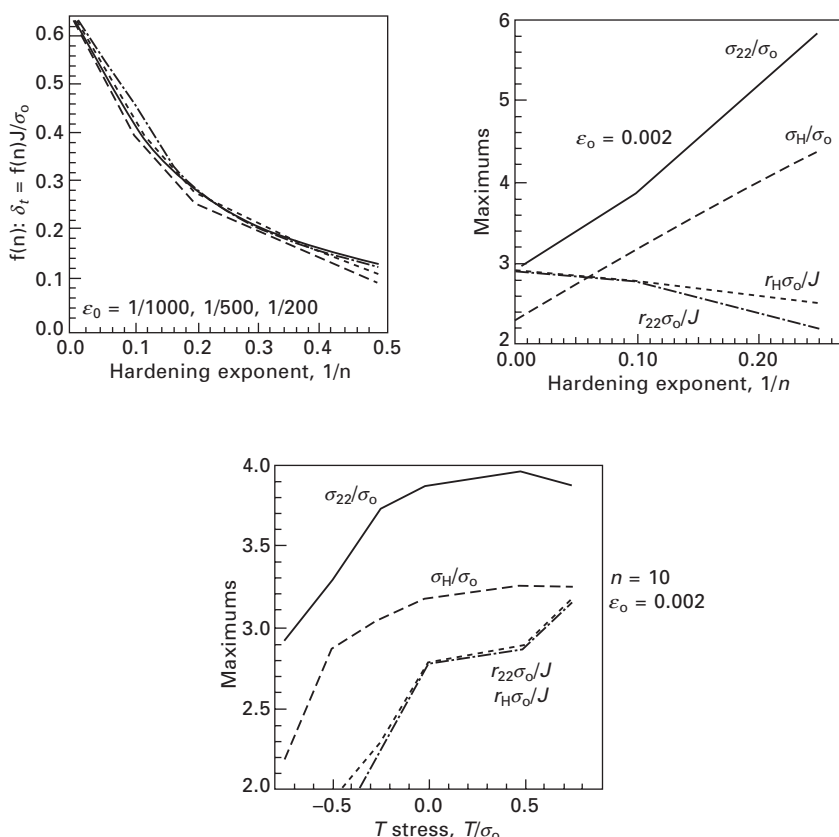 0.6
0.5
0.4
0.3
0.2
0.1
0.0
f(n): δₜ = f(n)J/σₒ
ε₀ = 1/1000, 1/500, 1/200
0.0 0.1 0.2 0.3 0.4 0.5
Hardening exponent, 1/n
6
5
4
3
2
Maximums
σ₂₂/σₒ
εₒ = 0.002
σ_H/σₒ
r_Hσₒ/J
r₂₂σₒ/J
0.00 0.10 0.20
Hardening exponent, 1/n
4.0
3.5
3.0
2.5
2.0
Maximums
σ₂₂/σₒ
σ_H/σₒ
n = 10
εₒ = 0.002
r₂₂σₒ/J
r_Hσₒ/J
−0.5 0.0 0.5
T stress, T/σₒ